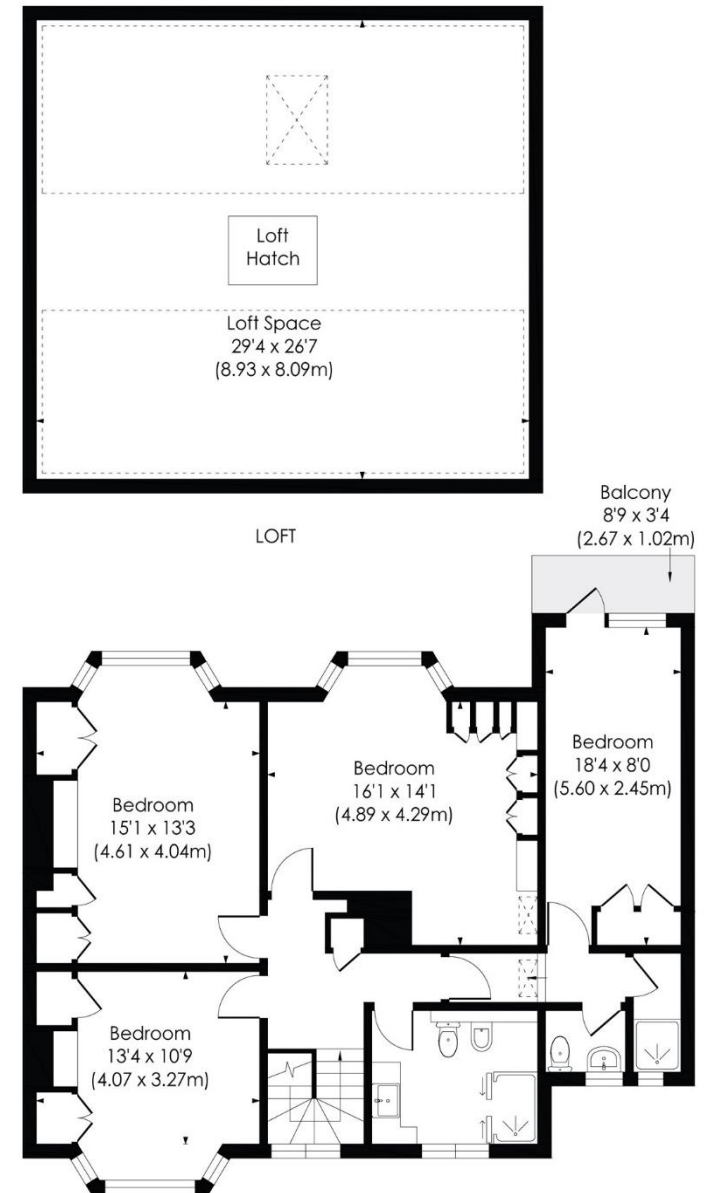 Loft
Hatch
Loft Space
29'4 x 26'7
(8.93 x 8.09m)
LOFT
Balcony
8'9 x 3'4
(2.67 x 1.02m)
Bedroom
15'1 x 13'3
(4.61 x 4.04m)
Bedroom
16'1 x 14'1
(4.89 x 4.29m)
Bedroom
18'4 x 8'0
(5.60 x 2.45m)
Bedroom
13'4 x 10'9
(4.07 x 3.27m)